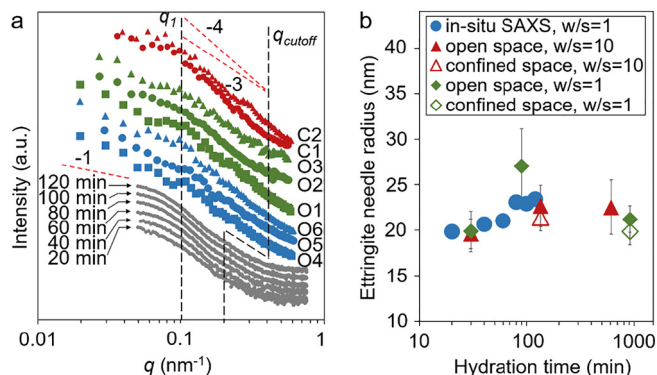 a
q1
-4
qcutoff
-3
-1
120 min
100 min
80 min
60 min
40 min
20 min
C2
C1
O3
O2
O1
O6
O5
O4
Intensity (a.u.)
0.01
0.1
1
q (nm⁻¹)
b
in-situ SAXS, w/s=1
open space, w/s=10
confined space, w/s=10
open space, w/s=1
confined space, w/s=1
Ettringite needle radius (nm)
40
35
30
25
20
15
10
10
100
1000
Hydration time (min)